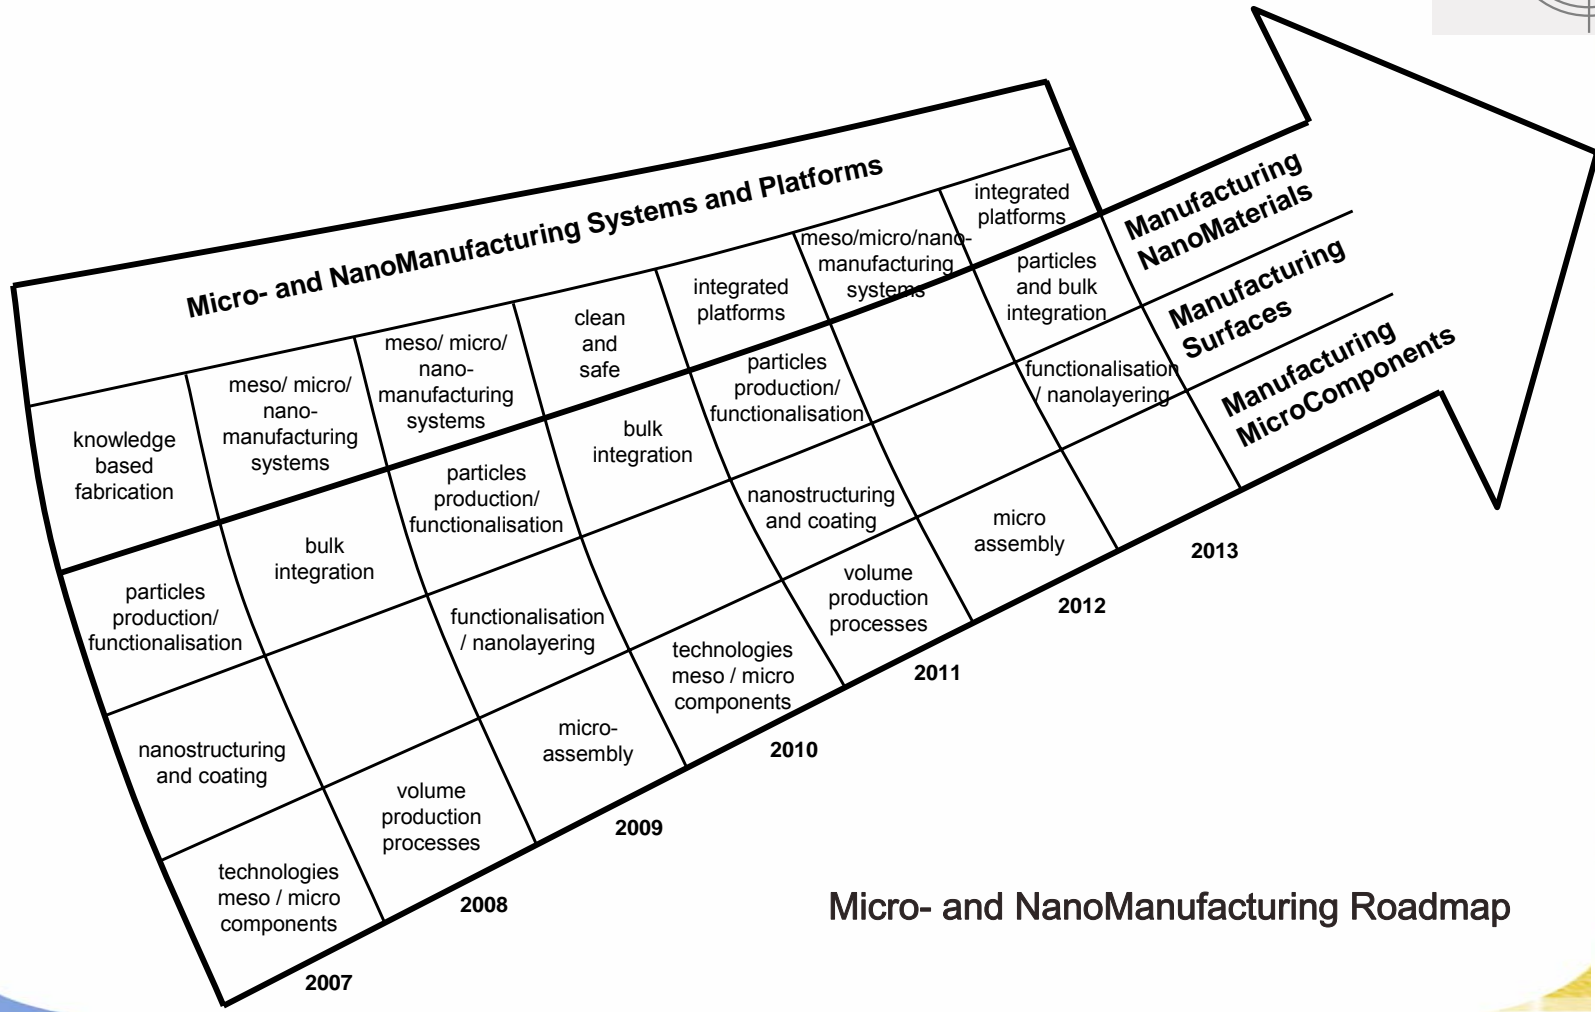 Micro- and NanoManufacturing Systems and Platforms
knowledge
based
fabrication
meso/ micro/
nano-
manufacturing
systems
meso/ micro/
nano-
manufacturing
systems
clean
and
safe
integrated
platforms
meso/micro/nano-
manufacturing
systems
integrated
platforms
particles
production/
functionalisation
bulk
integration
particles
production/
functionalisation
bulk
integration
particles
production/
functionalisation
particles
and bulk
integration
Manufacturing
NanoMaterials
nanostructuring
and coating
functionalisation
/ nanolayering
nanostructuring
and coating
functionalisation
/ nanolayering
Manufacturing
Surfaces
technologies
meso / micro
components
volume
production
processes
micro-
assembly
technologies
meso / micro
components
volume
production
processes
micro
assembly
Manufacturing
MicroComponents
2007
2008
2009
2010
2011
2012
2013
Micro- and NanoManufacturing Roadmap